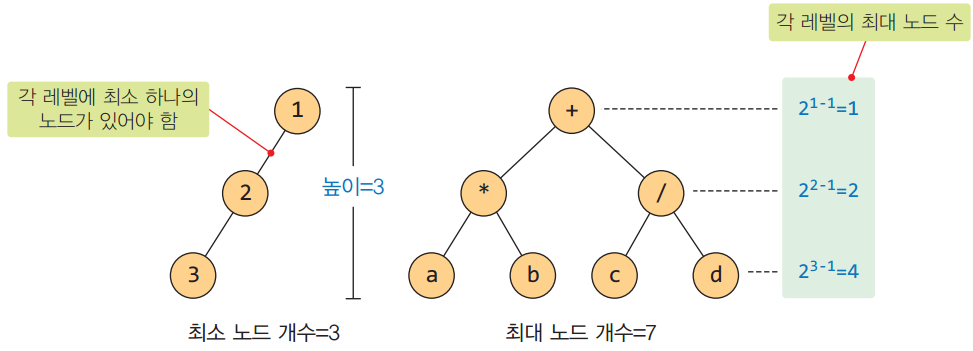 각 레벨의 최대 노드 수
각 레벨에 최소 하나의
노드가 있어야 함
1
2
3
높이=3
최소 노드 개수=3
+
*
/
a
b
c
d
최대 노드 개수=7
2^{1-1}=1
2^{2-1}=2
2^{3-1}=4